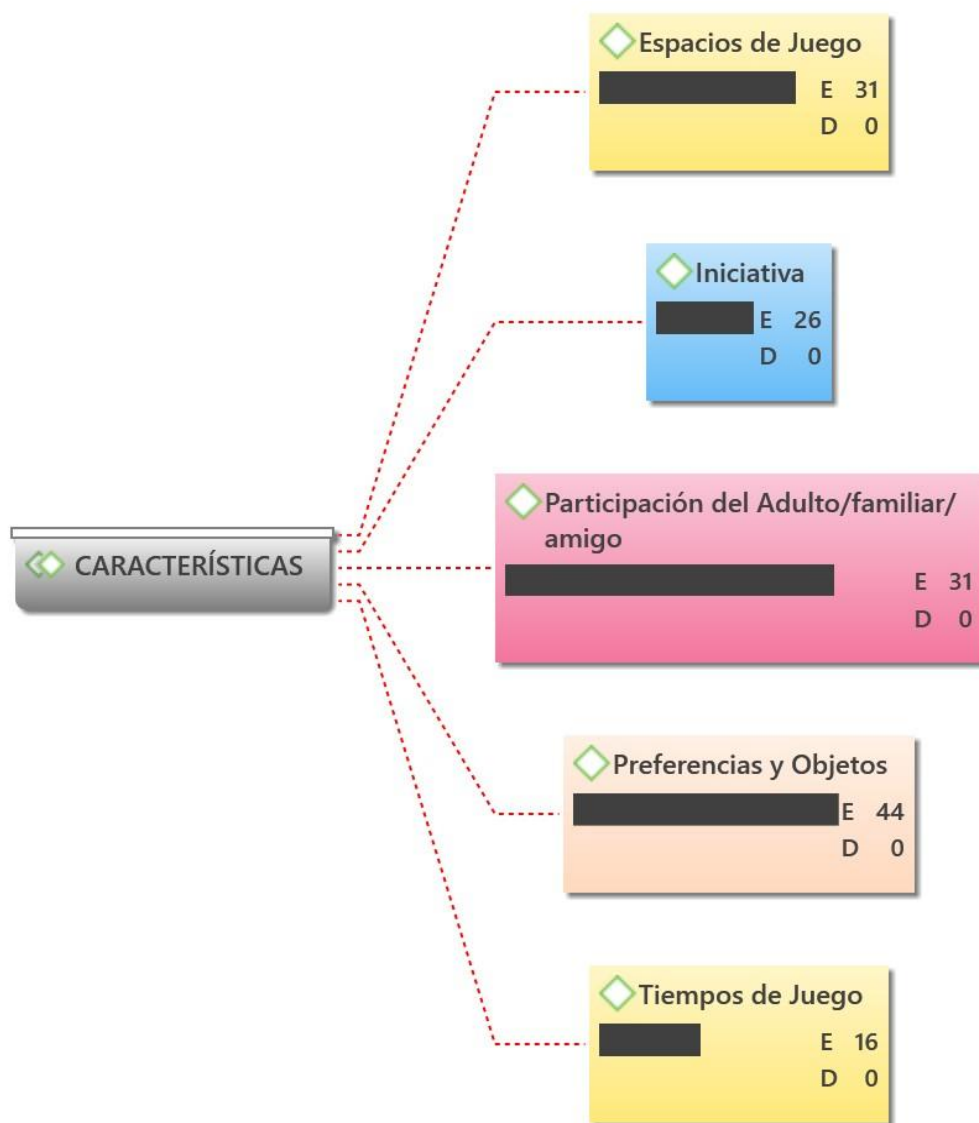 Espacios de Juego
E 31
D 0
Iniciativa
E 26
D 0
Participación del Adulto/familiar/
amigo
E 31
D 0
CARACTERÍSTICAS
Preferencias y Objetos
E 44
D 0
Tiempos de Juego
E 16
D 0